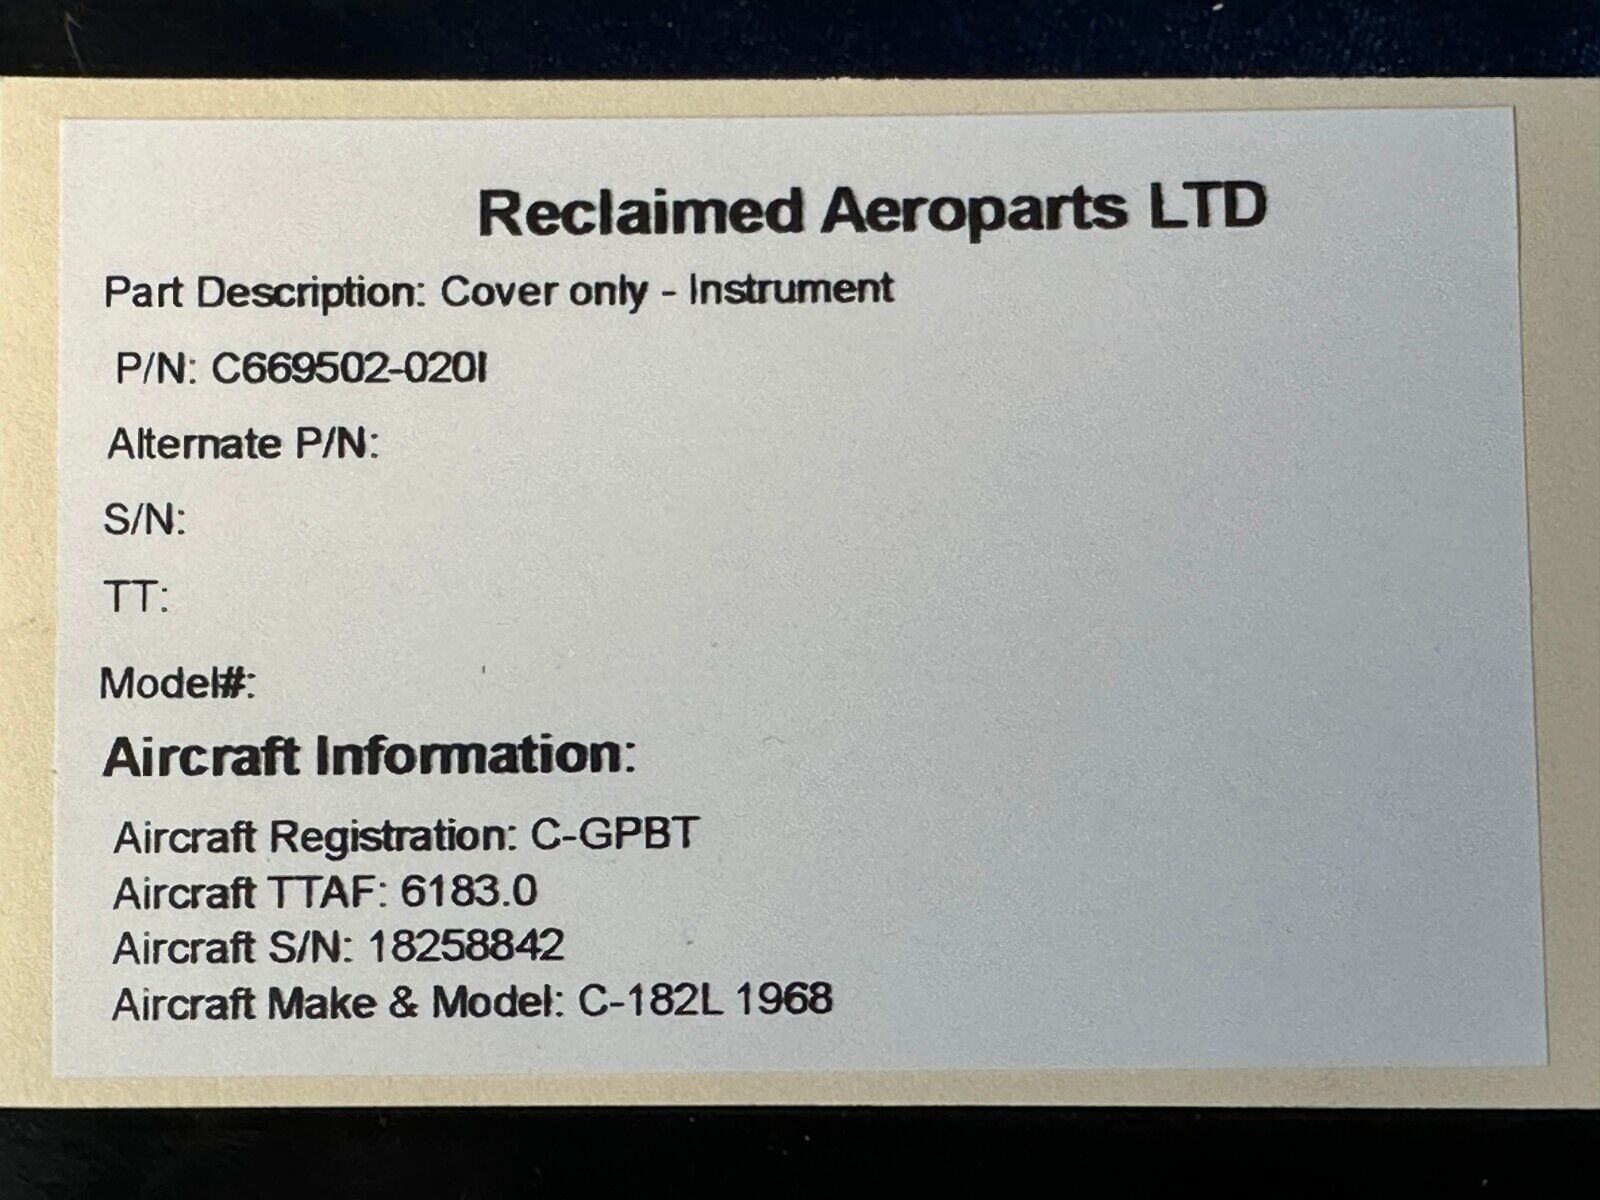 Reclaimed Aeroparts LTD
Part Description: Cover only - Instrument
P/N: C669502-020I
Alternate P/N:
S/N:
TT:
Model#:
Aircraft Information:
Aircraft Registration: C-GPBT
Aircraft TTAF: 6183.0
Aircraft S/N: 18258842
Aircraft Make & Model: C-182L 1968